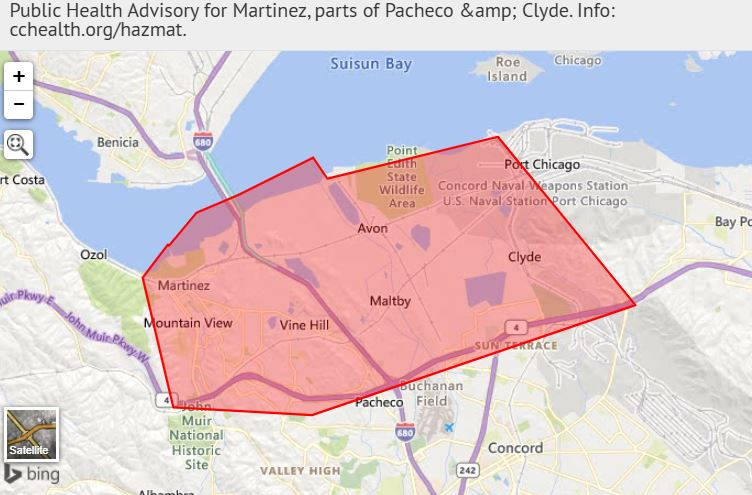 Public Health Advisory for Martinez, parts of Pacheco &amp; Clyde. Info:
cchealth.org/hazmat.
+
−
Suisun Bay
Roe
Island
Chicago
680
Benicia
Point
Edith
State
Wildlife
Area
Port Chicago
rt Costa
Concord Naval Weapons Station
U.S. Naval Station Port Chicago
Bay Po
Avon
Ozol
Clyde
Martinez
uir Pkwy E
John Muir Pkwy W
Maltby
Mountain View
Vine Hill
4
SUN TERRACE
4
Buchanan
Field
John
Muir
National
Historic
Site
Pacheco
680
Concord
Satellite
bing
VALLEY HIGH
242
Alhambra